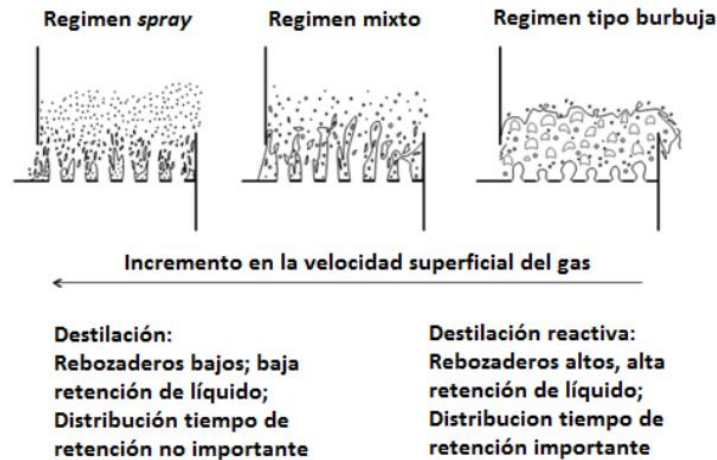 Regimen spray
Regimen mixto
Regimen tipo burbuja
Incremento en la velocidad superficial del gas
Destilación:
Rebozaderos bajos; baja
retención de líquido;
Distribución tiempo de
retención no importante
Destilación reactiva:
Rebozaderos altos, alta
retención de líquido;
Distribucion tiempo de
retención importante